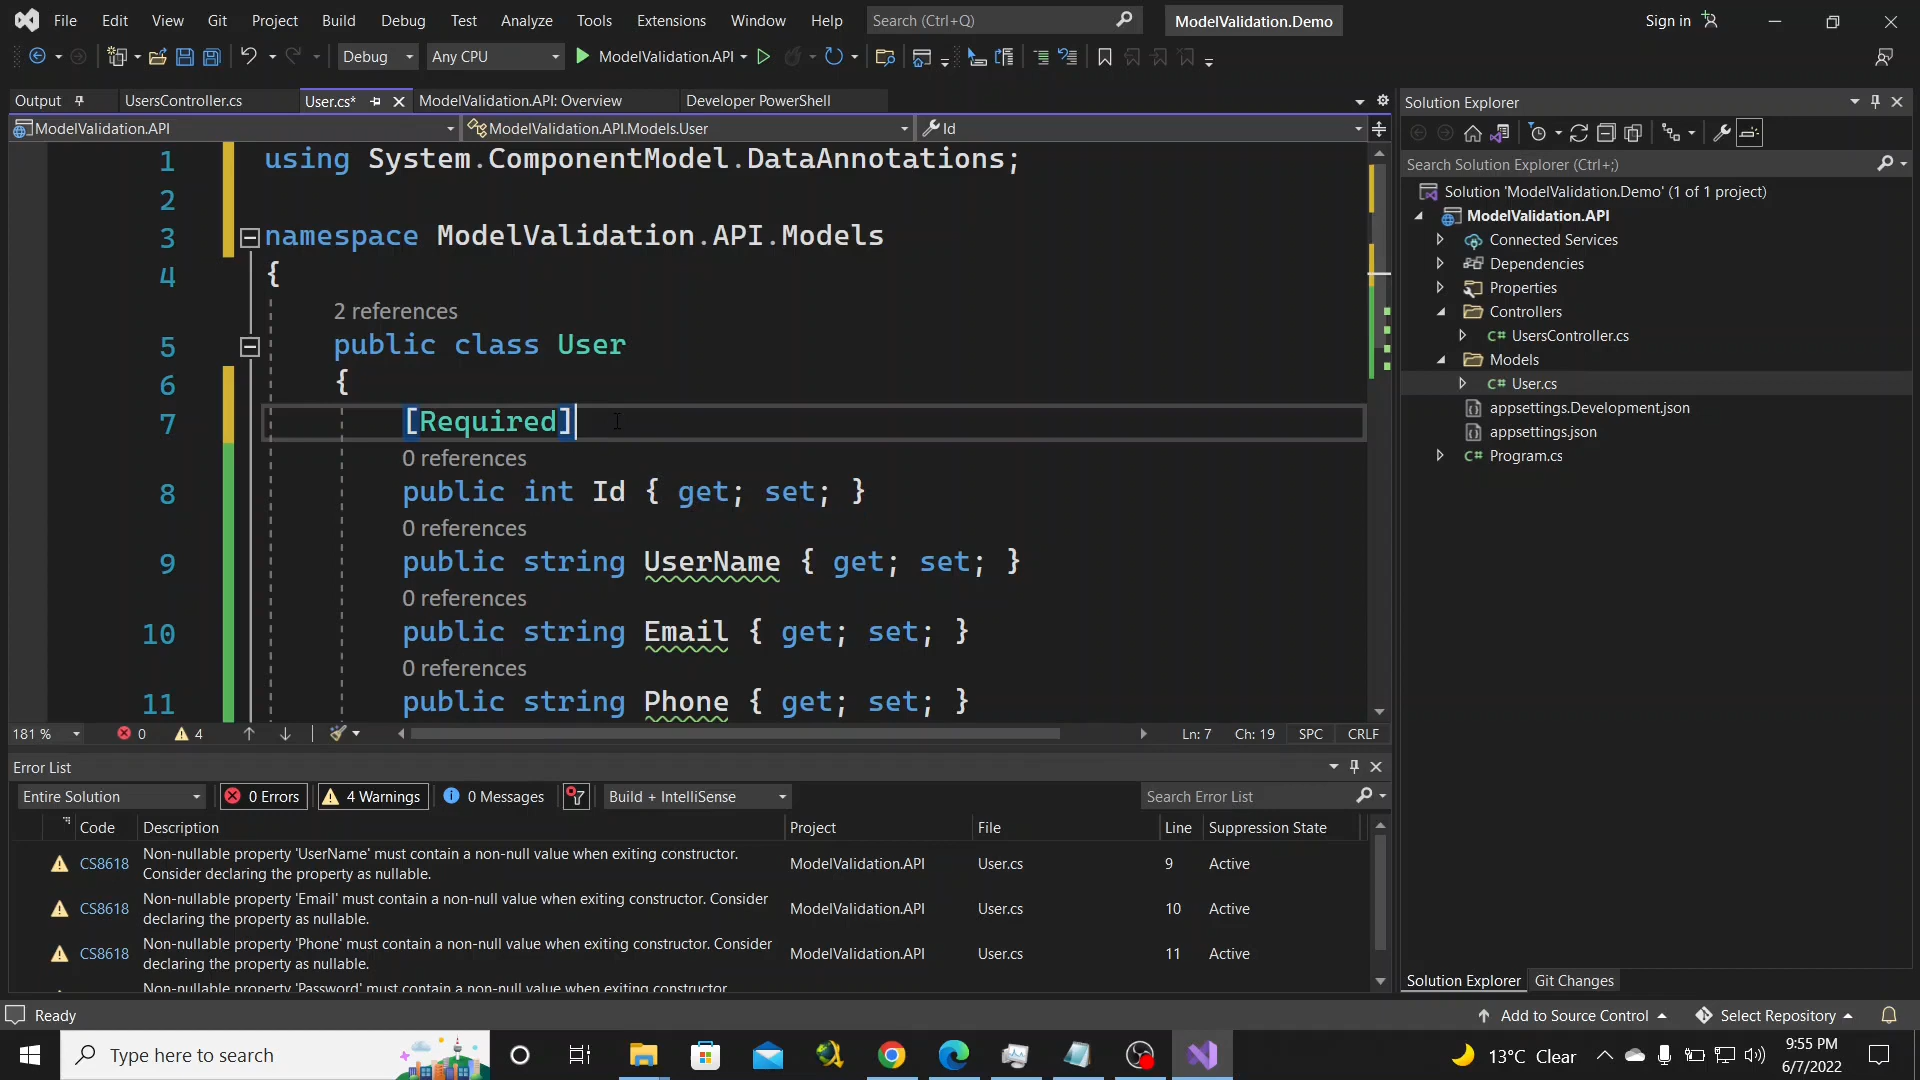 File Edit View Git Project Build Debug Test Analyze Tools Extensions Window Help Search (Ctrl+Q) ModelValidation.Demo Sign in
Debug Any CPU ModelValidation.API
Output UsersController.cs User.cs* ModelValidation.API: Overview Developer PowerShell
ModelValidation.API ModelValidation.API.Models.User Id
1 using System.ComponentModel.DataAnnotations;
2
3 namespace ModelValidation.API.Models
4 {
2 references
5 public class User
6 {
7 [Required]
0 references
8 public int Id { get; set; }
0 references
9 public string UserName { get; set; }
0 references
10 public string Email { get; set; }
0 references
11 public string Phone { get; set; }
181 % 0 4 Ln: 7 Ch: 19 SPC CRLF
Error List
Entire Solution 0 Errors 4 Warnings 0 Messages Build + IntelliSense Search Error List
Code Description Project File Line Suppression State
CS8618 Non-nullable property 'UserName' must contain a non-null value when exiting constructor. Consider declaring the property as nullable. ModelValidation.API User.cs 9 Active
CS8618 Non-nullable property 'Email' must contain a non-null value when exiting constructor. Consider declaring the property as nullable. ModelValidation.API User.cs 10 Active
CS8618 Non-nullable property 'Phone' must contain a non-null value when exiting constructor. Consider declaring the property as nullable. ModelValidation.API User.cs 11 Active
Non-nullable property 'Password' must contain a non-null value when exiting constructor.
Solution Explorer
Search Solution Explorer (Ctrl+;)
Solution 'ModelValidation.Demo' (1 of 1 project)
ModelValidation.API
Connected Services
Dependencies
Properties
Controllers
C# UsersController.cs
Models
C# User.cs
appsettings.Development.json
appsettings.json
C# Program.cs
Solution Explorer Git Changes
Ready Add to Source Control Select Repository
Type here to search 13°C Clear 9:55 PM
6/7/2022